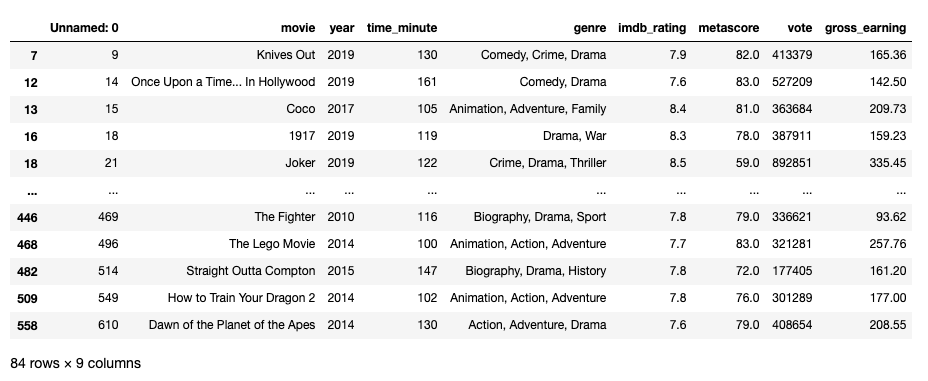 Unnamed: 0 movie year time_minute genre imdb_rating metascore vote gross_earning
7 9 Knives Out 2019 130 Comedy, Crime, Drama 7.9 82.0 413379 165.36
12 14 Once Upon a Time... In Hollywood 2019 161 Comedy, Drama 7.6 83.0 527209 142.50
13 15 Coco 2017 105 Animation, Adventure, Family 8.4 81.0 363684 209.73
16 18 1917 2019 119 Drama, War 8.3 78.0 387911 159.23
18 21 Joker 2019 122 Crime, Drama, Thriller 8.5 59.0 892851 335.45
... ... ... ... ... ... ... ... ... ...
446 469 The Fighter 2010 116 Biography, Drama, Sport 7.8 79.0 336621 93.62
468 496 The Lego Movie 2014 100 Animation, Action, Adventure 7.7 83.0 321281 257.76
482 514 Straight Outta Compton 2015 147 Biography, Drama, History 7.8 72.0 177405 161.20
509 549 How to Train Your Dragon 2 2014 102 Animation, Action, Adventure 7.8 76.0 301289 177.00
558 610 Dawn of the Planet of the Apes 2014 130 Action, Adventure, Drama 7.6 79.0 408654 208.55
84 rows × 9 columns